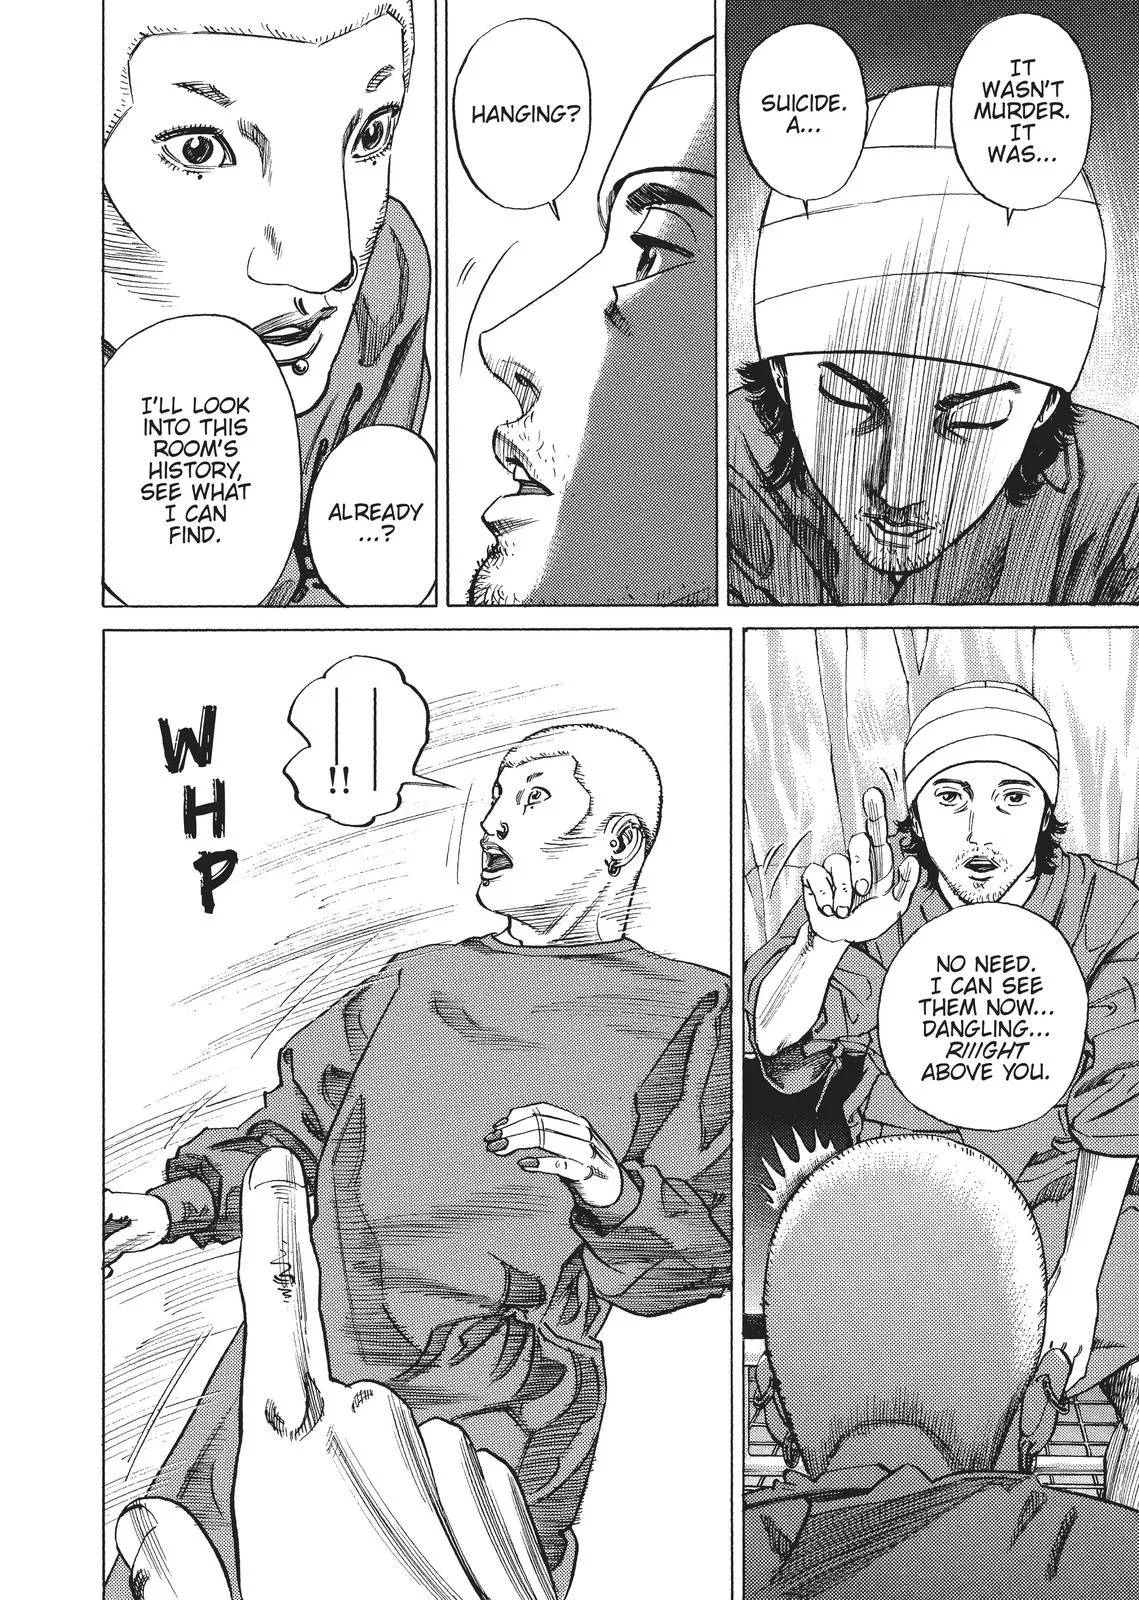 IT
WASN'T
MURDER.
IT
WAS...
SUICIDE.
A...
HANGING?
ALREADY
...?
I'LL LOOK
INTO THIS
ROOM'S
HISTORY,
SEE WHAT
I CAN
FIND.
NO NEED.
I CAN SEE
THEM NOW...
DANGLING...
RIIIGHT
ABOVE YOU.
!!
WHP